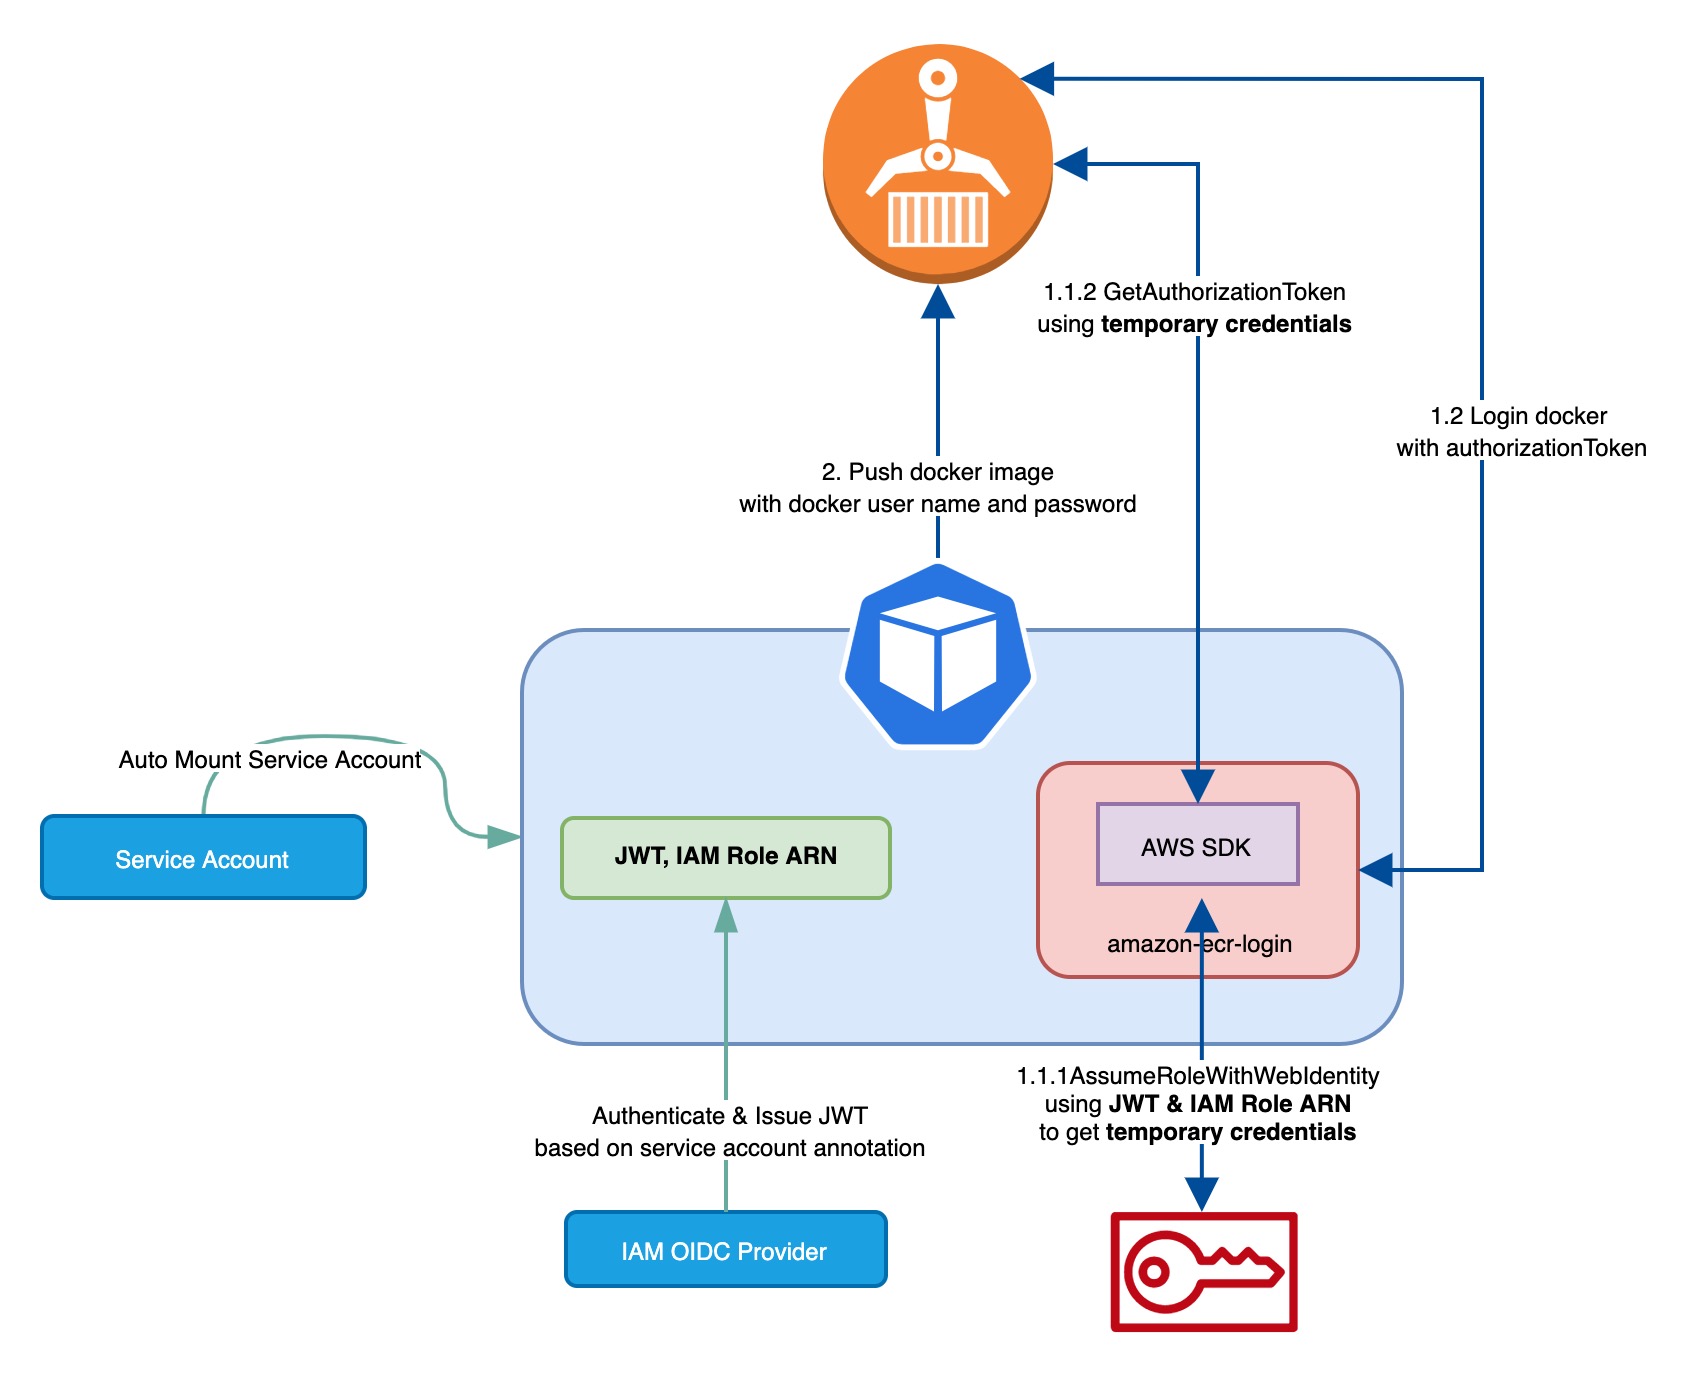 1.1.2 GetAuthorizationToken
using temporary credentials
1.2 Login docker
with authorizationToken
2. Push docker image
with docker user name and password
Auto Mount Service Account
Service Account
JWT, IAM Role ARN
AWS SDK
amazon-ecr-login
1.1.1AssumeRoleWithWebIdentity
using JWT & IAM Role ARN
to get temporary credentials
Authenticate & Issue JWT
based on service account annotation
IAM OIDC Provider